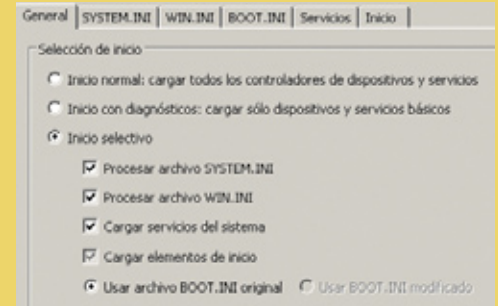 General SYSTEM.INI WIN.INI BOOT.INI Servicios Inicio
Selección de inicio
Inicio normal: cargar todos los controladores de dispositivos y servicios
Inicio con diagnósticos: cargar sólo dispositivos y servicios básicos
Inicio selectivo
Procesar archivo SYSTEM.INI
Procesar archivo WIN.INI
Cargar servicios del sistema
Cargar elementos de inicio
Usar archivo BOOT.INI original Usar BOOT.INI modificado